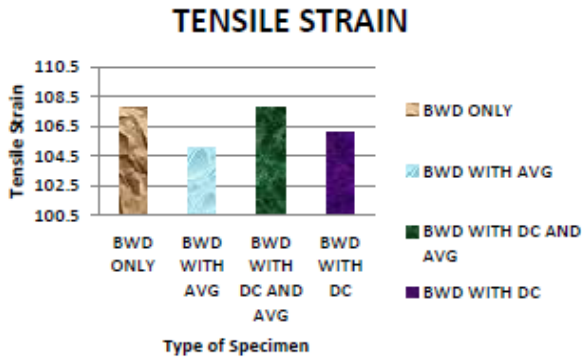 TENSILE STRAIN
Tensile Strain
110.5
108.5
106.5
104.5
102.5
100.5
BWD
ONLY
BWD
WITH
AVG
BWD
WITH
DC AND
AVG
BWD
WITH
DC
Type of Specimen
BWD ONLY
BWD WITH AVG
BWD WITH DC AND
AVG
BWD WITH DC